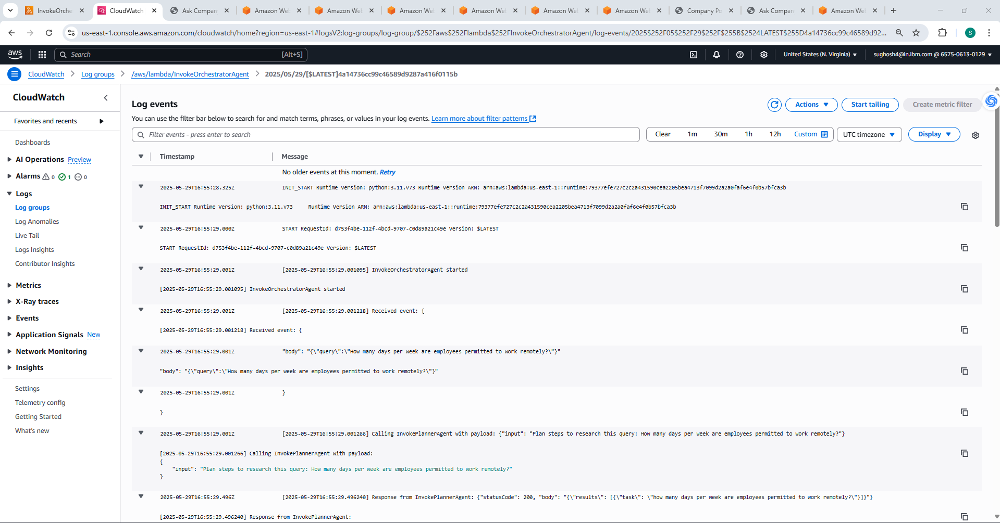 InvokeOrche
CloudWatch
Ask Compan
Amazon Web
Amazon We
Amazon We
Amazon We
Amazon Wel
Amazon Wel
Company Po
Ask Compan
Amazon We
us-east-1.console.aws.amazon.com/cloudwatch/home?region=us-east-1#logsV2:log-groups/log-group/$252Faws$252Flambda$252FInvokeOrchestratorAgent/log-events/2025$252F05$252F29$252F$255B$2524LATEST$255D4a14736cc99c46589d92...
S
aws
Search
[Alt+S]
United States (N. Virginia)
sughosh4@in.ibm.com @ 6575-0613-0129
CloudWatch
Log groups
/aws/lambda/InvokeOrchestratorAgent
2025/05/29/[$LATEST]4a14736cc99c46589d9287a416f0115b
CloudWatch
Favorites and recents
Dashboards
AI Operations Preview
Alarms 0 1 0
Logs
Log groups
Log Anomalies
Live Tail
Logs Insights
Contributor Insights
Metrics
X-Ray traces
Events
Application Signals New
Network Monitoring
Insights
Settings
Telemetry config
Getting Started
What's new
Log events
Actions
Start tailing
Create metric filter
You can use the filter bar below to search for and match terms, phrases, or values in your log events. Learn more about filter patterns
Filter events - press enter to search
Clear 1m 30m 1h 12h Custom
UTC timezone
Display
Timestamp Message
No older events at this moment. Retry
2025-05-29T16:55:28.325Z INIT_START Runtime Version: python:3.11.v73 Runtime Version ARN: arn:aws:lambda:us-east-1::runtime:79377efe727c2c2a431590cea2205bea4713f7099d2a2a0faf6e4f0b57bfca3b
INIT_START Runtime Version: python:3.11.v73 Runtime Version ARN: arn:aws:lambda:us-east-1::runtime:79377efe727c2c2a431590cea2205bea4713f7099d2a2a0faf6e4f0b57bfca3b
2025-05-29T16:55:29.000Z START RequestId: d753f4be-112f-4bcd-9707-c0d89a21c49e Version: $LATEST
START RequestId: d753f4be-112f-4bcd-9707-c0d89a21c49e Version: $LATEST
2025-05-29T16:55:29.001Z [2025-05-29T16:55:29.001095] InvokeOrchestratorAgent started
[2025-05-29T16:55:29.001095] InvokeOrchestratorAgent started
2025-05-29T16:55:29.001Z [2025-05-29T16:55:29.001218] Received event: {
[2025-05-29T16:55:29.001218] Received event: {
2025-05-29T16:55:29.001Z "body": "{\"query\":\"How many days per week are employees permitted to work remotely?\"}"
"body": "{\"query\":\"How many days per week are employees permitted to work remotely?\"}"
2025-05-29T16:55:29.001Z }
}
2025-05-29T16:55:29.001Z [2025-05-29T16:55:29.001266] Calling InvokePlannerAgent with payload: {"input": "Plan steps to research this query: How many days per week are employees permitted to work remotely?"}
[2025-05-29T16:55:29.001266] Calling InvokePlannerAgent with payload:
{
"input": "Plan steps to research this query: How many days per week are employees permitted to work remotely?"
}
2025-05-29T16:55:29.496Z [2025-05-29T16:55:29.496240] Response from InvokePlannerAgent: {"statusCode": 200, "body": "{\"results\": [{\"task\": \"how many days per week are employees permitted to work remotely?\"}]}"}
[2025-05-29T16:55:29.496240] Response from InvokePlannerAgent: